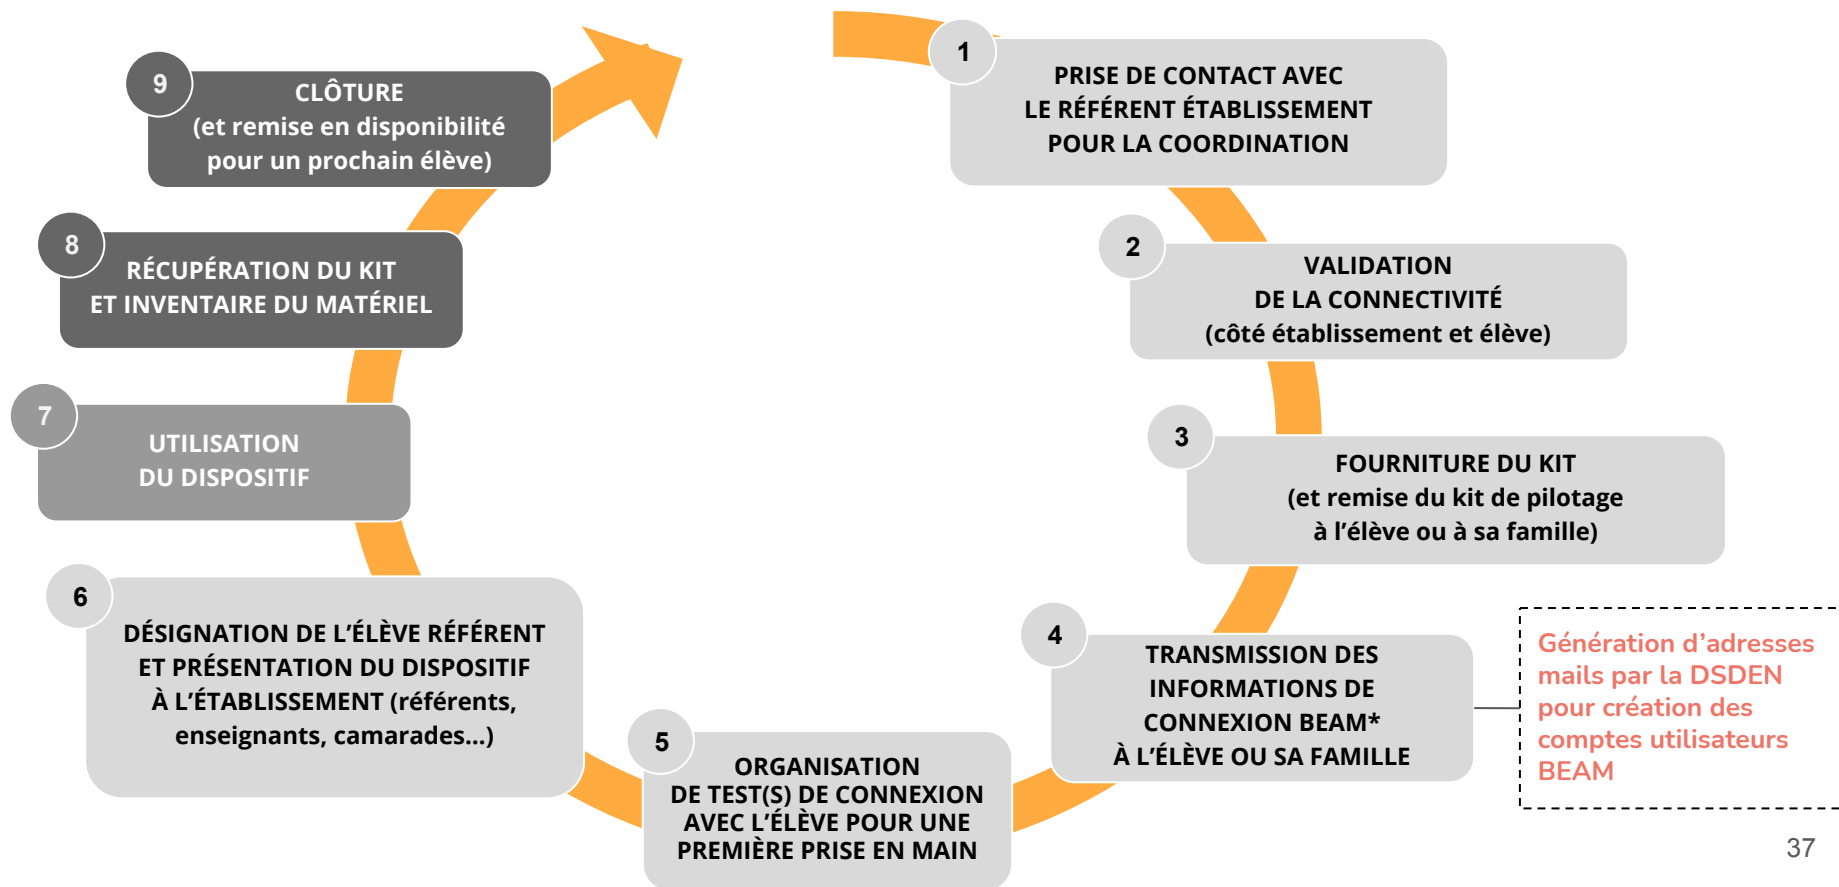 1
PRISE DE CONTACT AVEC
LE RÉFÉRENT ÉTABLISSEMENT
POUR LA COORDINATION
2
VALIDATION
DE LA CONNECTIVITÉ
(côté établissement et élève)
3
FOURNITURE DU KIT
(et remise du kit de pilotage
à l’élève ou à sa famille)
4
TRANSMISSION DES
INFORMATIONS DE
CONNEXION BEAM*
À L’ÉLÈVE OU SA FAMILLE
Génération d’adresses
mails par la DSDEN
pour création des
comptes utilisateurs
BEAM
5
ORGANISATION
DE TEST(S) DE CONNEXION
AVEC L’ÉLÈVE POUR UNE
PREMIÈRE PRISE EN MAIN
6
DÉSIGNATION DE L’ÉLÈVE RÉFÉRENT
ET PRÉSENTATION DU DISPOSITIF
À L’ÉTABLISSEMENT (référents,
enseignants, camarades…)
7
UTILISATION
DU DISPOSITIF
8
RÉCUPÉRATION DU KIT
ET INVENTAIRE DU MATÉRIEL
9
CLÔTURE
(et remise en disponibilité
pour un prochain élève)
37